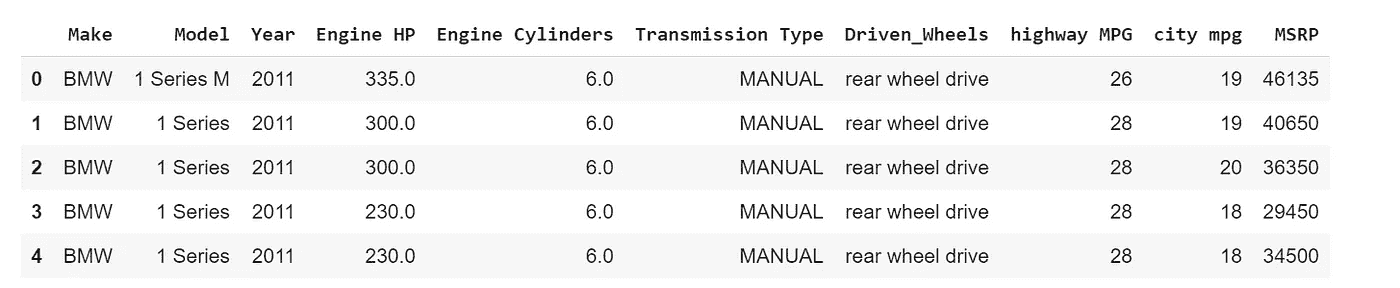 Make Model Year Engine HP Engine Cylinders Transmission Type Driven_Wheels highway MPG city mpg MSRP
0 BMW 1 Series M 2011 335.0 6.0 MANUAL rear wheel drive 26 19 46135
1 BMW 1 Series 2011 300.0 6.0 MANUAL rear wheel drive 28 19 40650
2 BMW 1 Series 2011 300.0 6.0 MANUAL rear wheel drive 28 20 36350
3 BMW 1 Series 2011 230.0 6.0 MANUAL rear wheel drive 28 18 29450
4 BMW 1 Series 2011 230.0 6.0 MANUAL rear wheel drive 28 18 34500